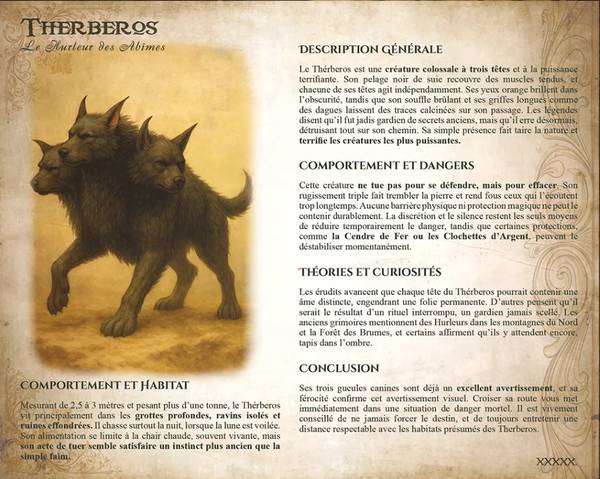 Therberos
Le Hurleur des Abîmes
Description Générale
Le Thérberos est une créature colossale à trois têtes et à la puissance
terrifiante. Son pelage noir de suie recouvre des muscles tendus, et
chacune de ses têtes agit indépendamment. Ses yeux orange brillent dans
l'obscurité, tandis que son souffle brûlant et ses griffes longues comme
des dagues laissent des traces calcinées sur son passage. Les légendes
disent qu'il fut jadis gardien de secrets anciens, mais qu'il erre désormais,
détruisant tout sur son chemin. Sa simple présence fait taire la nature et
terrifie les créatures les plus puissantes.
Comportement et dangers
Cette créature ne tue pas pour se défendre, mais pour effacer. Son
rugissement triple fait trembler la pierre et rend fous ceux qui l'écoutent
trop longtemps. Aucune barrière physique ni protection magique ne peut le
contenir durablement. La discrétion et le silence restent les seuls moyens
de réduire temporairement le danger, tandis que certaines protections,
comme la Cendre de Fer ou les Clochettes d'Argent, peuvent le
déstabiliser momentanément.
Théories et curiosités
Les érudits avancent que chaque tête du Thérberos pourrait contenir une
âme distincte, engendrant une folie permanente. D'autres pensent qu'il
serait le résultat d'un rituel interrompu, un gardien jamais scellé. Les
anciens grimoires mentionnent des Hurleurs dans les montagnes du Nord
et la Forêt des Brumes, et certains affirment qu'ils y attendent encore,
tapis dans l'ombre.
Conclusion
Ses trois gueules canines sont déjà un excellent avertissement, et sa
férocité confirme cet avertissement visuel. Croiser sa route vous met
immédiatement dans une situation de danger mortel. Il est vivement
conseillé de ne jamais forcer le destin, et de toujours entretenir une
distance respectable avec les habitats présumés des Therberos.
Comportement et Habitat
Mesurant de 2,5 à 3 mètres et pesant plus d'une tonne, le Thérberos
vit principalement dans les grottes profondes, ravins isolés et
ruines effondrées. Il chasse surtout la nuit, lorsque la lune est voilée.
Son alimentation se limite à la chair chaude, souvent vivante, mais
son acte de tuer semble satisfaire un instinct plus ancien que la
simple faim.
XXXXX.